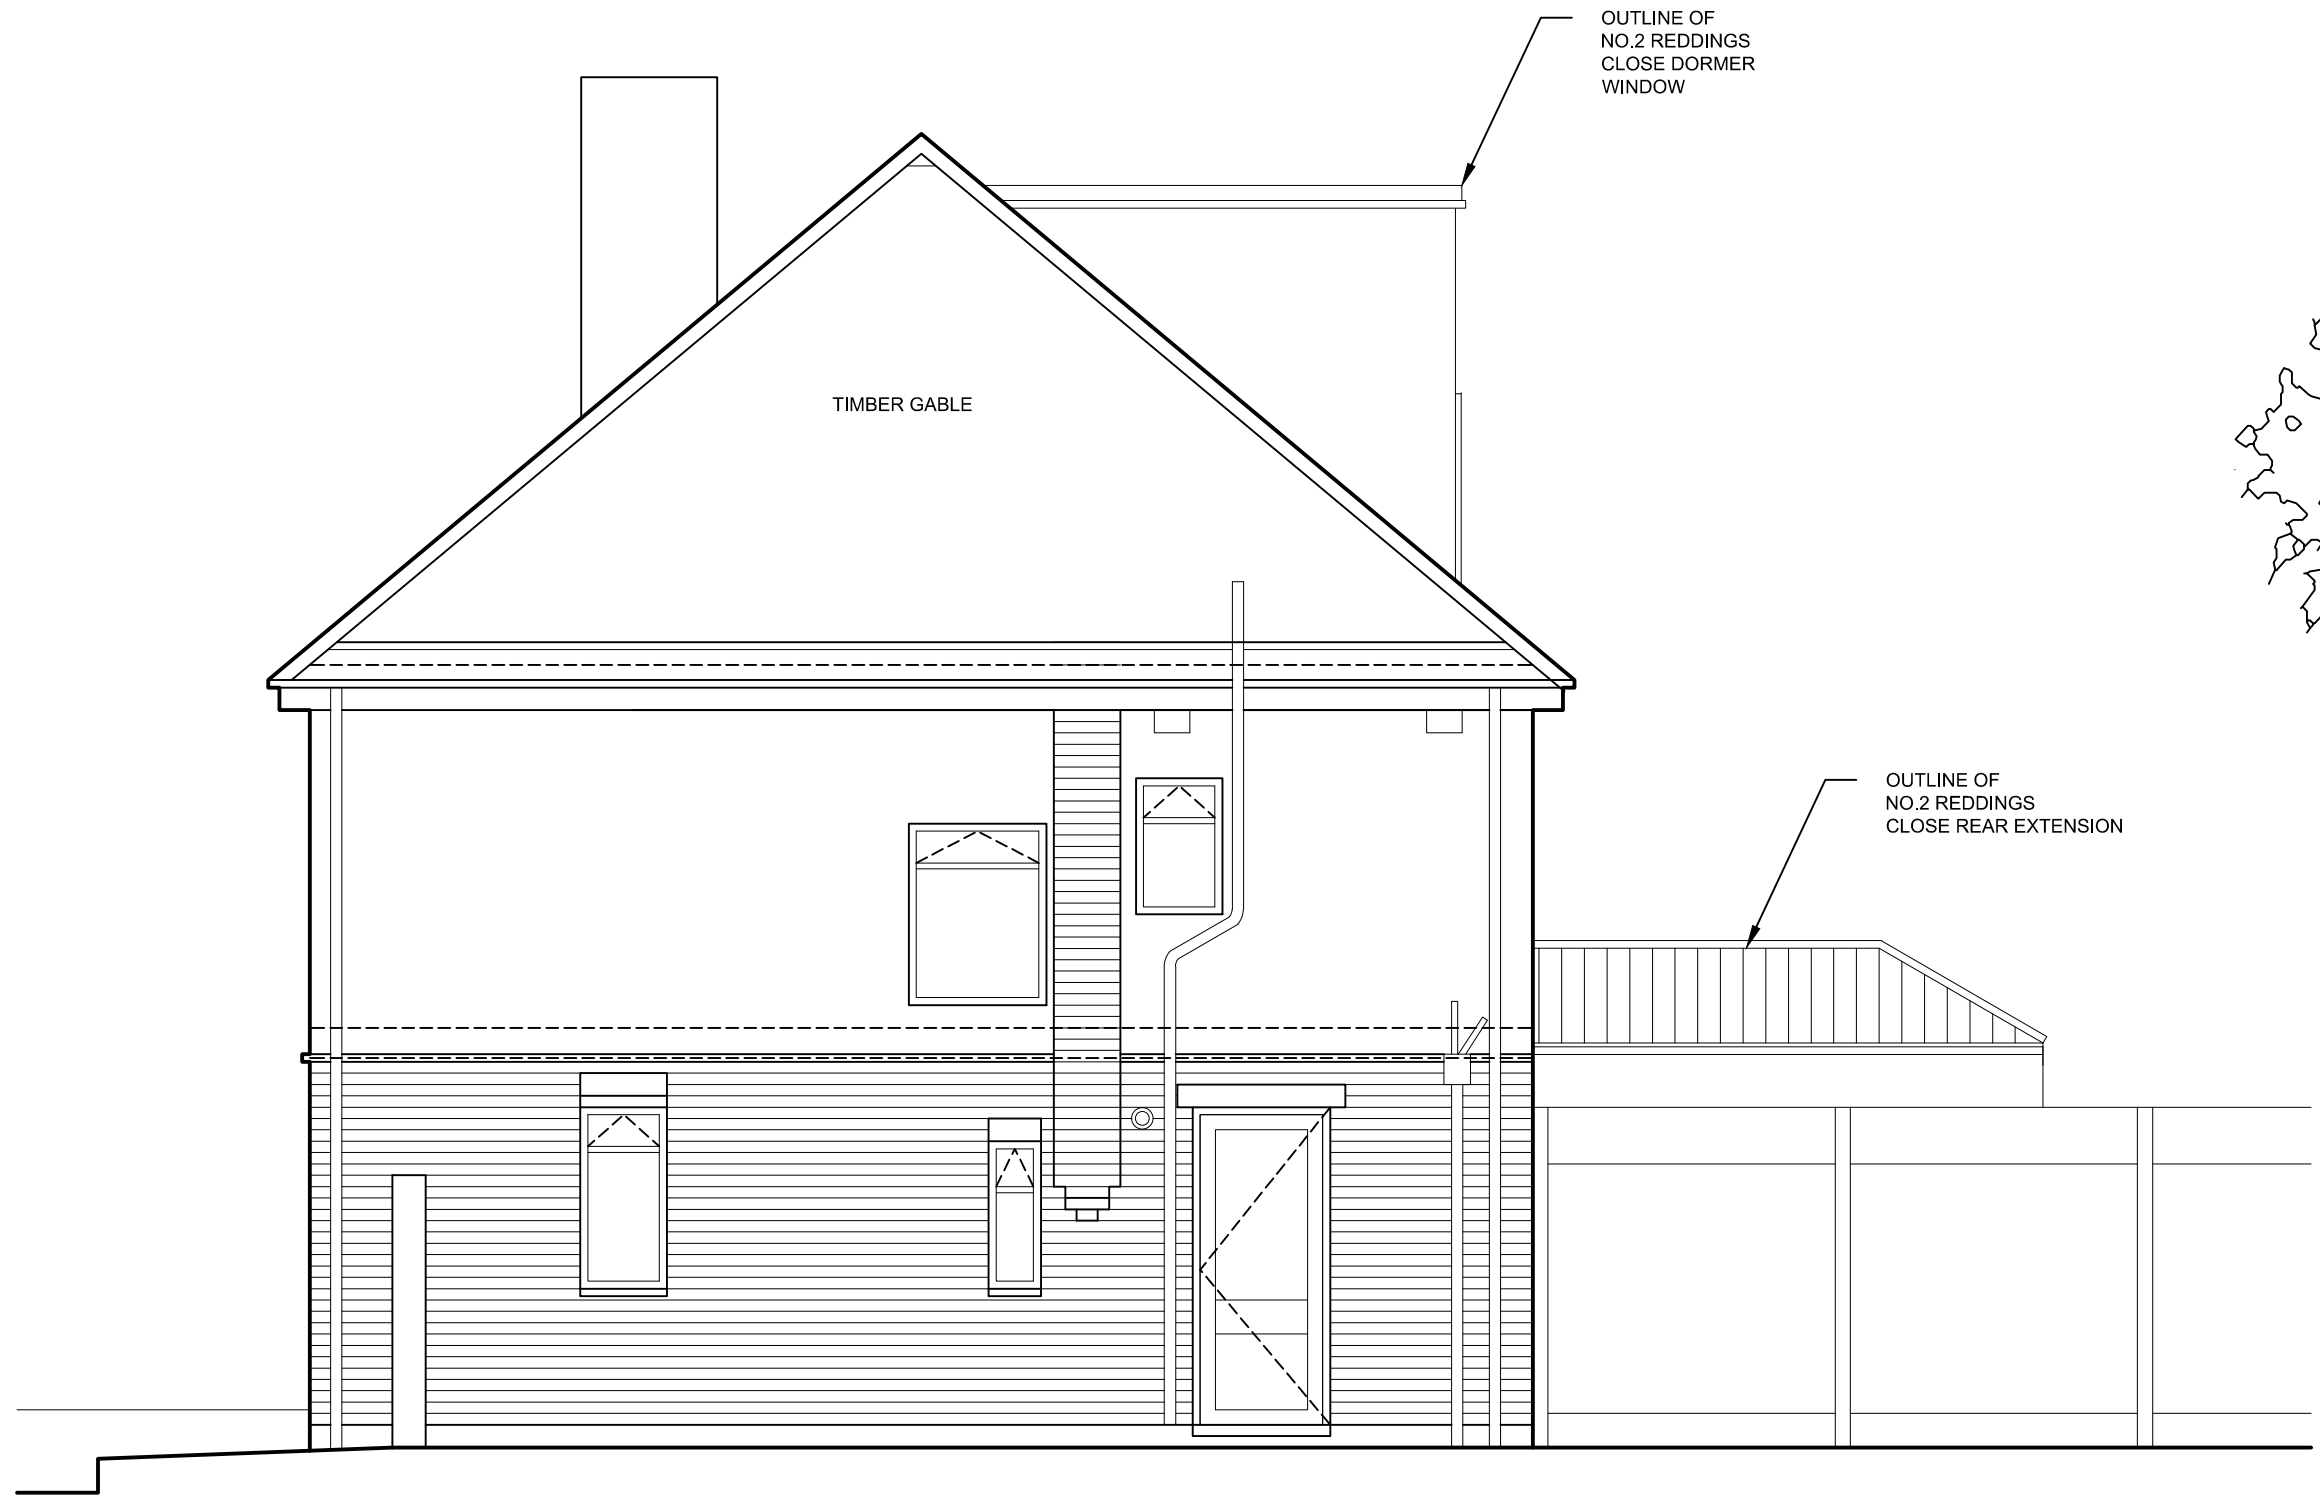 OUTLINE OF
NO.2 REDDINGS
CLOSE DORMER
WINDOW
TIMBER GABLE
OUTLINE OF
NO.2 REDDINGS
CLOSE REAR EXTENSION